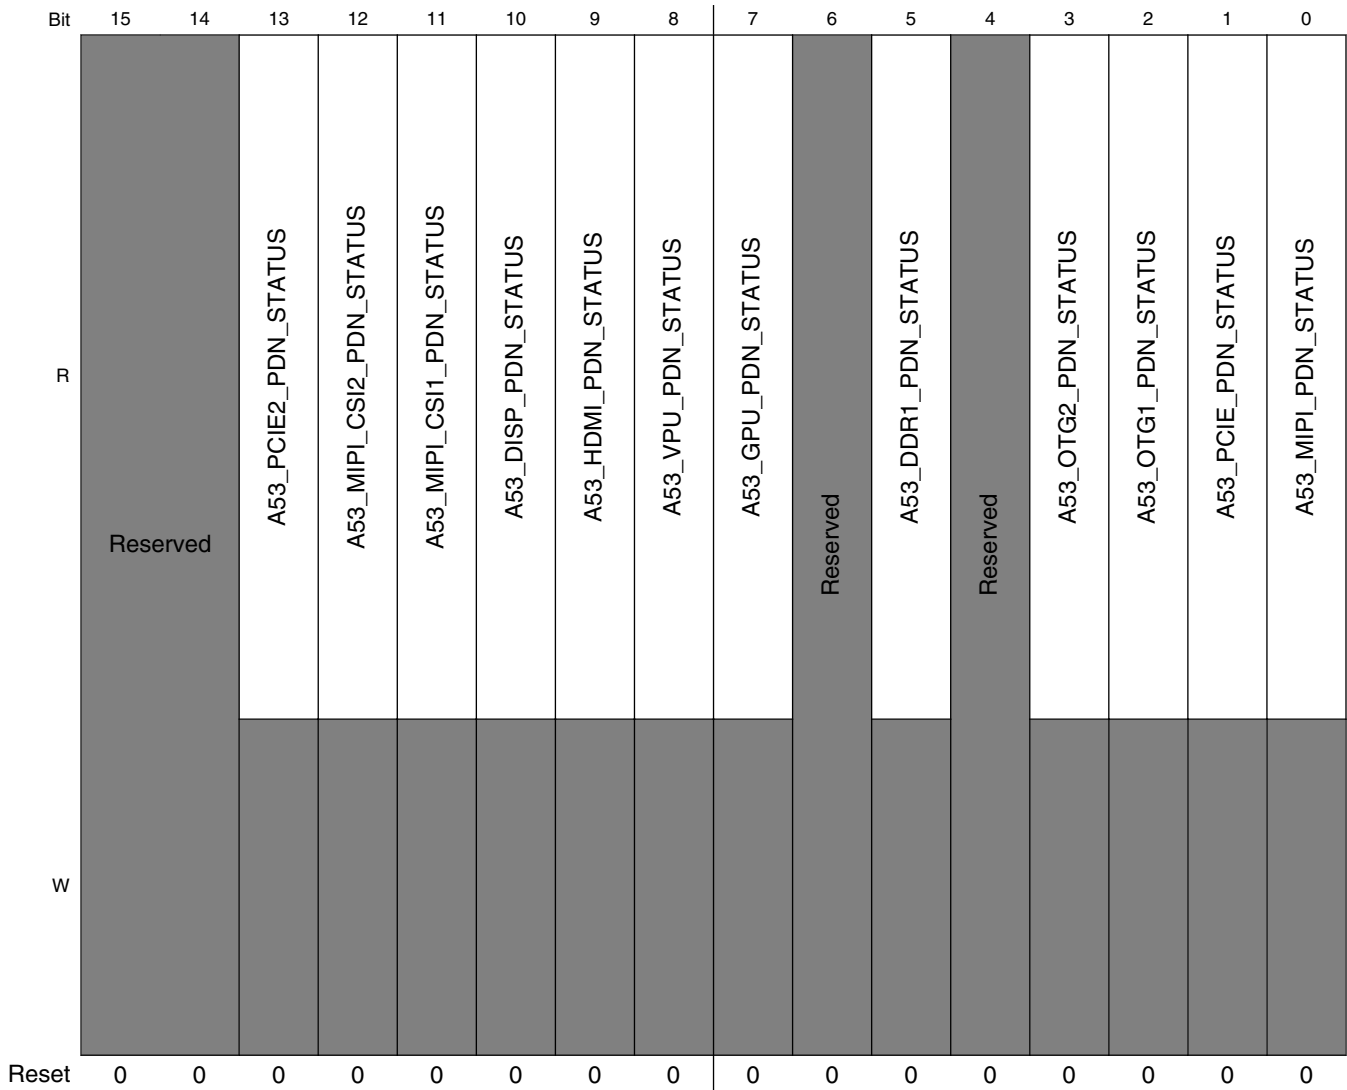 Bit 15 14 13 12 11 10 9 8 7 6 5 4 3 2 1 0
R
Reserved
A53_PCIE2_PDN_STATUS
A53_MIPI_CSI2_PDN_STATUS
A53_MIPI_CSI1_PDN_STATUS
A53_DISP_PDN_STATUS
A53_HDMI_PDN_STATUS
A53_VPU_PDN_STATUS
A53_GPU_PDN_STATUS
Reserved
A53_DDR1_PDN_STATUS
Reserved
A53_OTG2_PDN_STATUS
A53_OTG1_PDN_STATUS
A53_PCIE_PDN_STATUS
A53_MIPI_PDN_STATUS
W
Reset 0 0 0 0 0 0 0 0 0 0 0 0 0 0 0 0